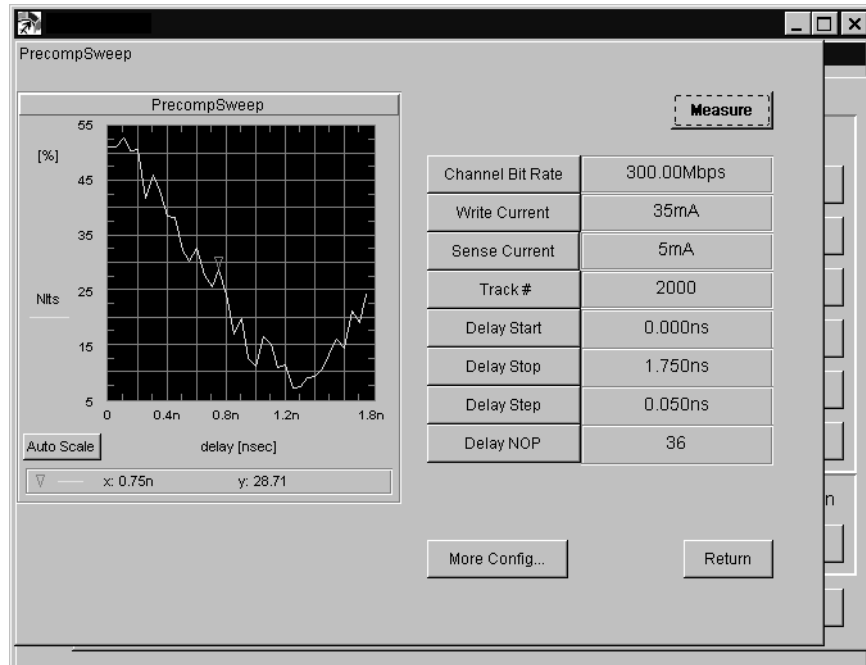 PrecompSweep
PrecompSweep
Measure
55
[%]
45
35
Nlts
25
15
5
0 0.4n 0.8n 1.2n 1.8n
Auto Scale
delay [nsec]
x: 0.75n y: 28.71
Channel Bit Rate 300.00Mbps
Write Current 35mA
Sense Current 5mA
Track # 2000
Delay Start 0.000ns
Delay Stop 1.750ns
Delay Step 0.050ns
Delay NOP 36
n
More Config...
Return